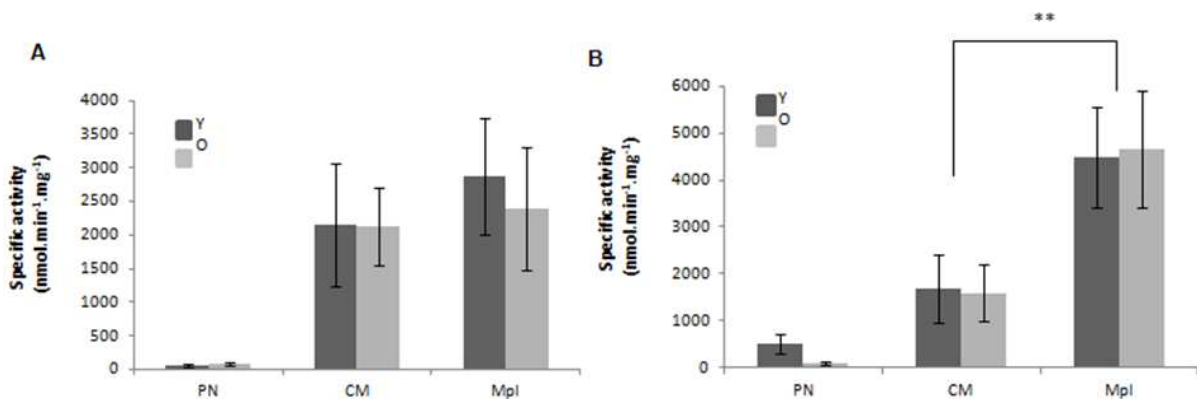 A
Specific activity
(nmol.min⁻¹.mg⁻¹)
4000
3500
3000
2500
2000
1500
1000
500
0
Y
O
PN
CM
Mpl
B
**
Specific activity
(nmol.min⁻¹.mg⁻¹)
6000
5000
4000
3000
2000
1000
0
Y
O
PN
CM
Mpl